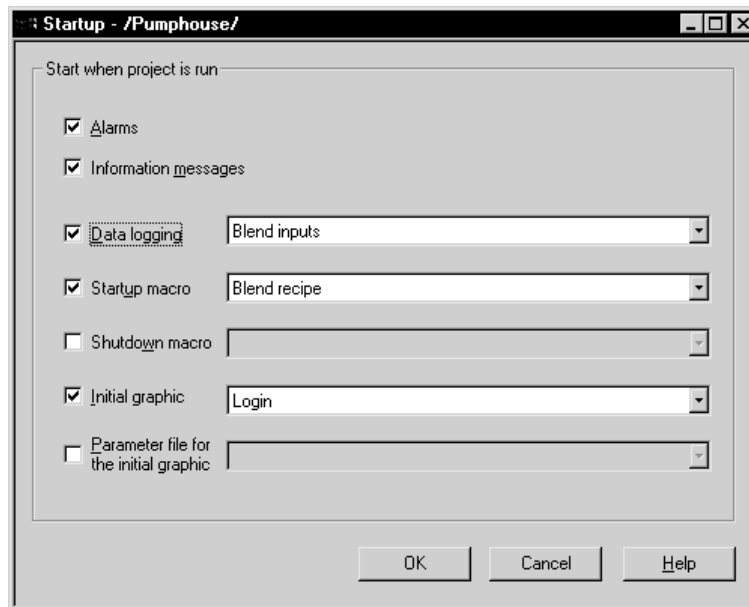 Startup - /Pumphouse/
Start when project is run
Alarms
Information messages
Data logging Blend inputs
Startup macro Blend recipe
Shutdown macro
Initial graphic Login
Parameter file for
the initial graphic
OK Cancel Help